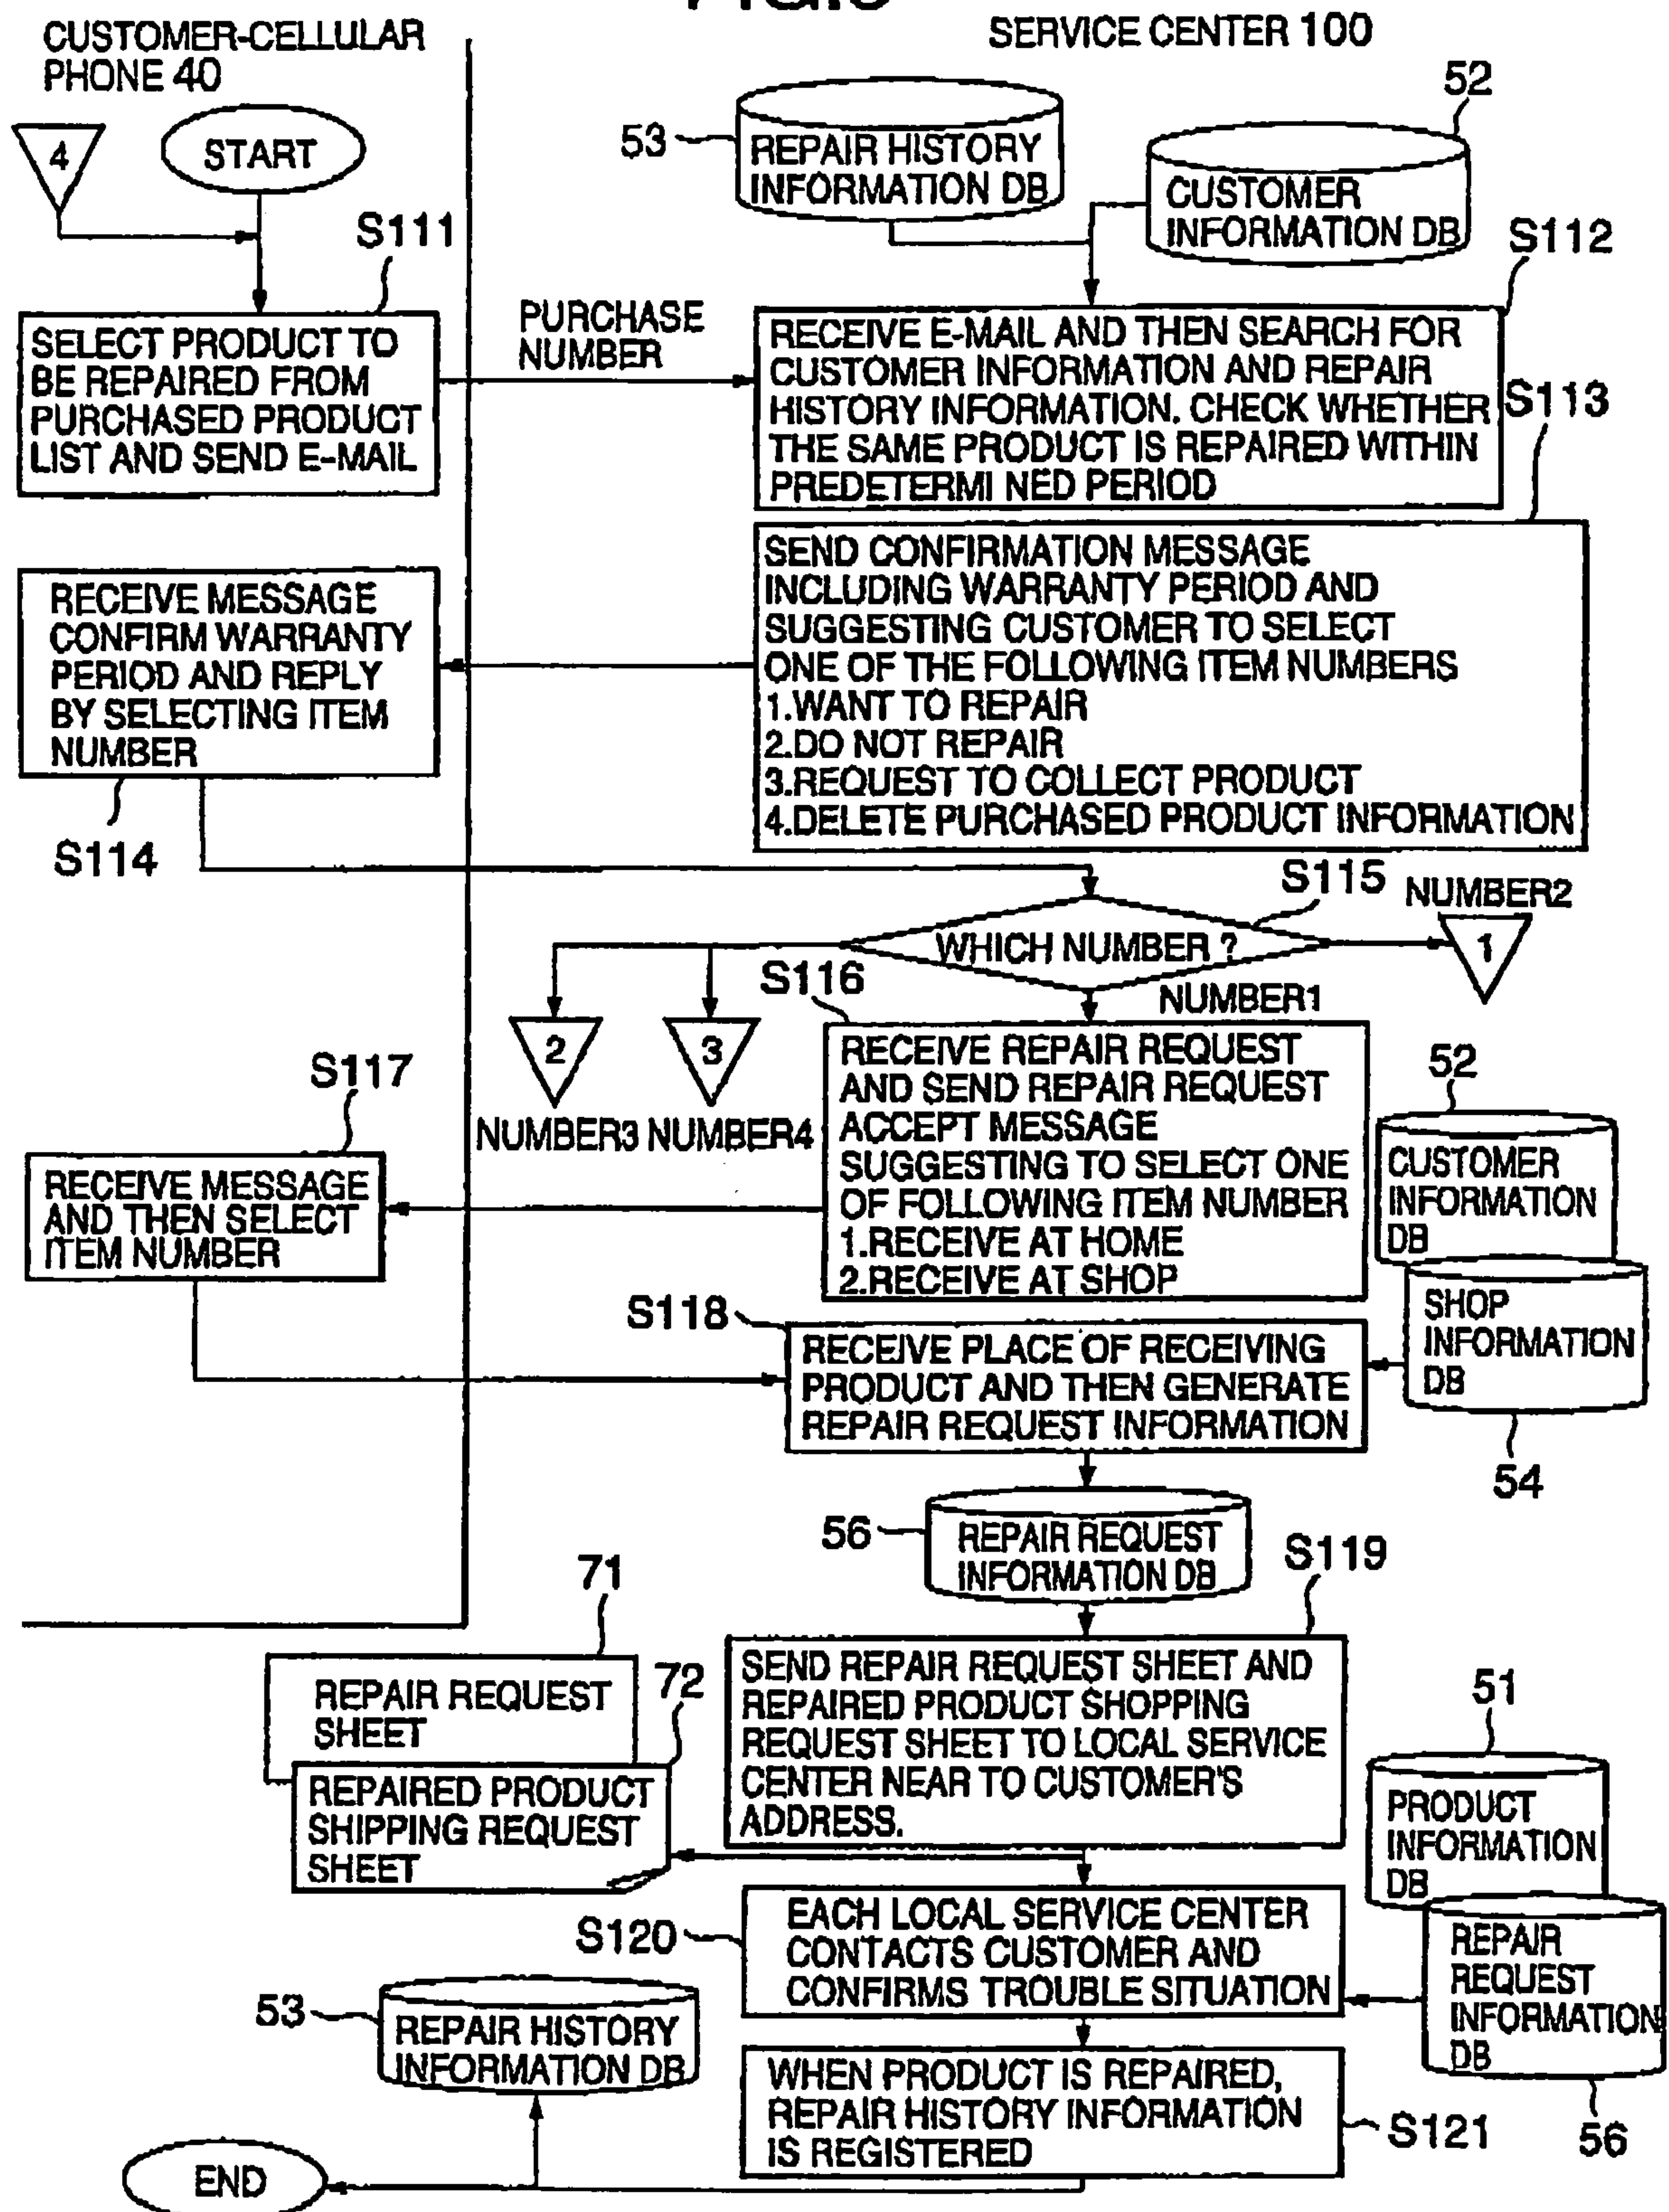 CUSTOMER-CELLULAR
PHONE 40
SERVICE CENTER 100
4
START
53
REPAIR HISTORY
INFORMATION DB
52
CUSTOMER
INFORMATION DB
S111
S112
SELECT PRODUCT TO
BE REPAIRED FROM
PURCHASED PRODUCT
LIST AND SEND E-MAIL
PURCHASE
NUMBER
RECEIVE E-MAIL AND THEN SEARCH FOR
CUSTOMER INFORMATION AND REPAIR
HISTORY INFORMATION. CHECK WHETHER
THE SAME PRODUCT IS REPAIRED WITHIN
PREDETERMI NED PERIOD
S113
SEND CONFIRMATION MESSAGE
INCLUDING WARRANTY PERIOD AND
SUGGESTING CUSTOMER TO SELECT
ONE OF THE FOLLOWING ITEM NUMBERS
1.WANT TO REPAIR
2.DO NOT REPAIR
3.REQUEST TO COLLECT PRODUCT
4.DELETE PURCHASED PRODUCT INFORMATION
RECEIVE MESSAGE
CONFIRM WARRANTY
PERIOD AND REPLY
BY SELECTING ITEM
NUMBER
S114
S115
NUMBER2
WHICH NUMBER ?
1
S116
NUMBER1
2
3
NUMBER3 NUMBER4
RECEIVE REPAIR REQUEST
AND SEND REPAIR REQUEST
ACCEPT MESSAGE
SUGGESTING TO SELECT ONE
OF FOLLOWING ITEM NUMBER
1.RECEIVE AT HOME
2.RECEIVE AT SHOP
S117
RECEIVE MESSAGE
AND THEN SELECT
ITEM NUMBER
52
CUSTOMER
INFORMATION
DB
SHOP
INFORMATION
DB
54
S118
RECEIVE PLACE OF RECEIVING
PRODUCT AND THEN GENERATE
REPAIR REQUEST INFORMATION
56
REPAIR REQUEST
INFORMATION DB
S119
71
REPAIR REQUEST
SHEET
72
REPAIRED PRODUCT
SHIPPING REQUEST
SHEET
SEND REPAIR REQUEST SHEET AND
REPAIRED PRODUCT SHOPPING
REQUEST SHEET TO LOCAL SERVICE
CENTER NEAR TO CUSTOMER'S
ADDRESS.
51
PRODUCT
INFORMATION
DB
REPAIR
REQUEST
INFORMATION
DB
56
S120
EACH LOCAL SERVICE CENTER
CONTACTS CUSTOMER AND
CONFIRMS TROUBLE SITUATION
53
REPAIR HISTORY
INFORMATION DB
WHEN PRODUCT IS REPAIRED,
REPAIR HISTORY INFORMATION
IS REGISTERED
S121
END